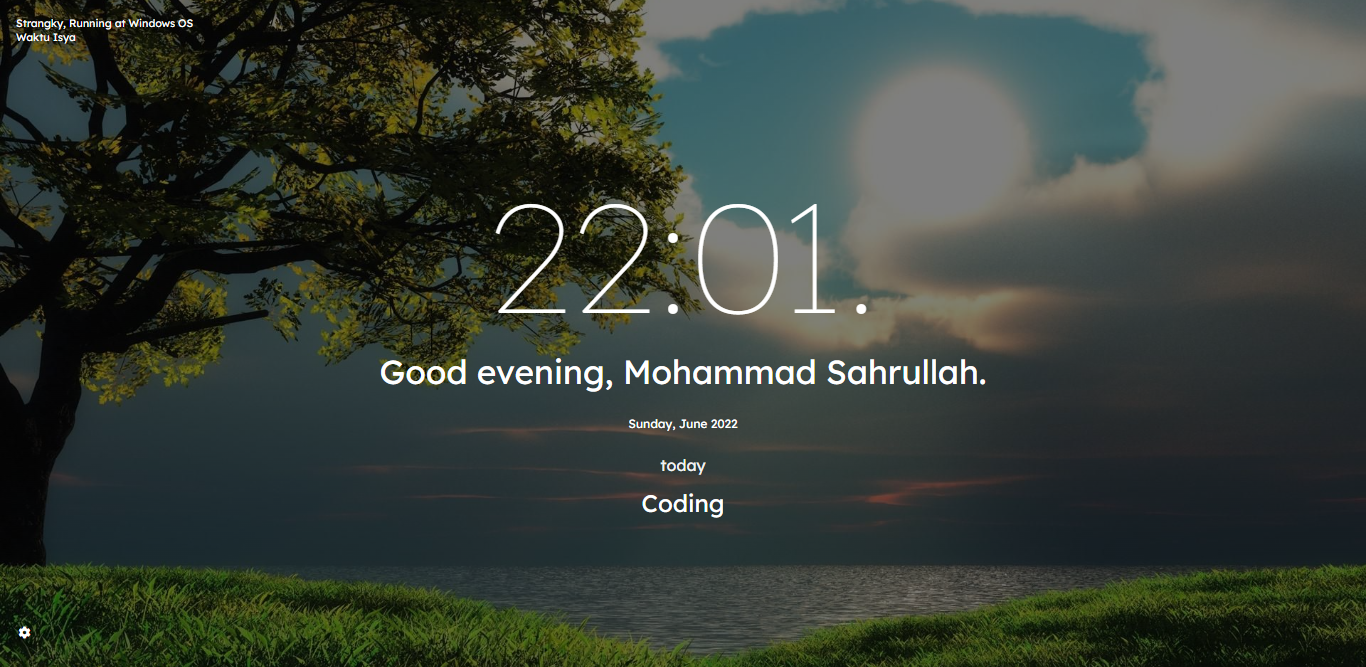 Strangky, Running at Windows OS
Waktu Isya
22:01.
Good evening, Mohammad Sahrullah.
Sunday, June 2022
today
Coding